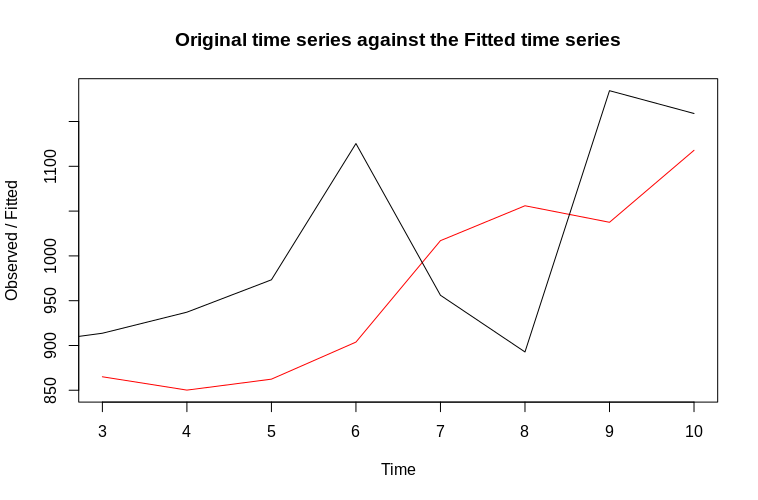 Original time series against the Fitted time series
Observed / Fitted
1100
1000
950
900
850
3 4 5 6 7 8 9 10
Time